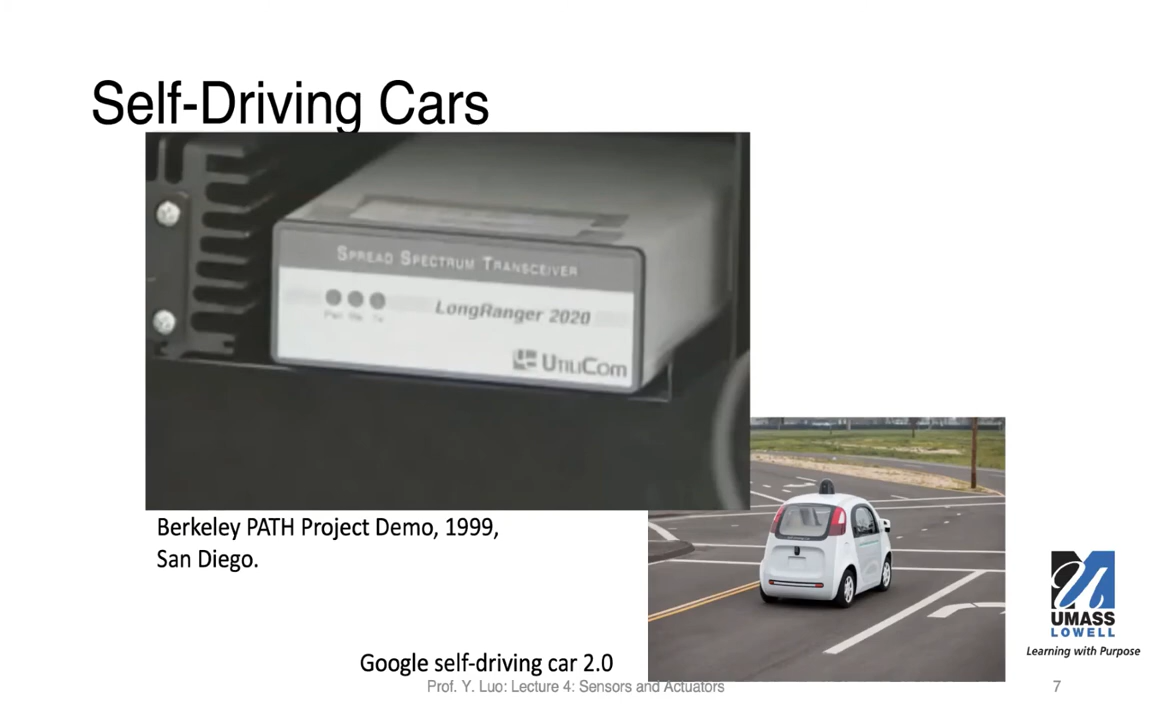 Self-Driving Cars
SPREAD SPECTRUM TRANSCEIVER
LongRanger 2020
UTILICOM
Berkeley PATH Project Demo, 1999,
San Diego.
Google self-driving car 2.0
UMASS
LOWELL
Learning with Purpose
Prof. Y. Luo: Lecture 4: Sensors and Actuators
7